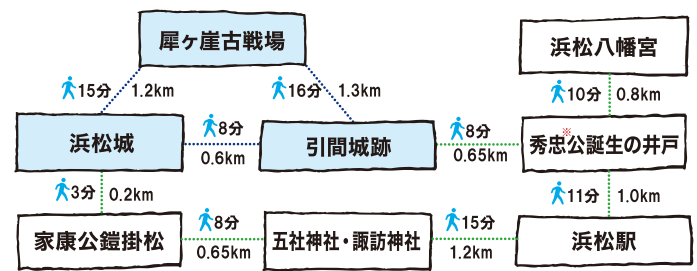 犀ヶ崖古戦場
浜松八幡宮
15分
1.2km
16分
1.3km
10分
0.8km
浜松城
8分
0.6km
引間城跡
8分
0.65km
※
秀忠公誕生の井戸
3分
0.2km
11分
1.0km
家康公鎧掛松
8分
0.65km
五社神社・諏訪神社
15分
1.2km
浜松駅